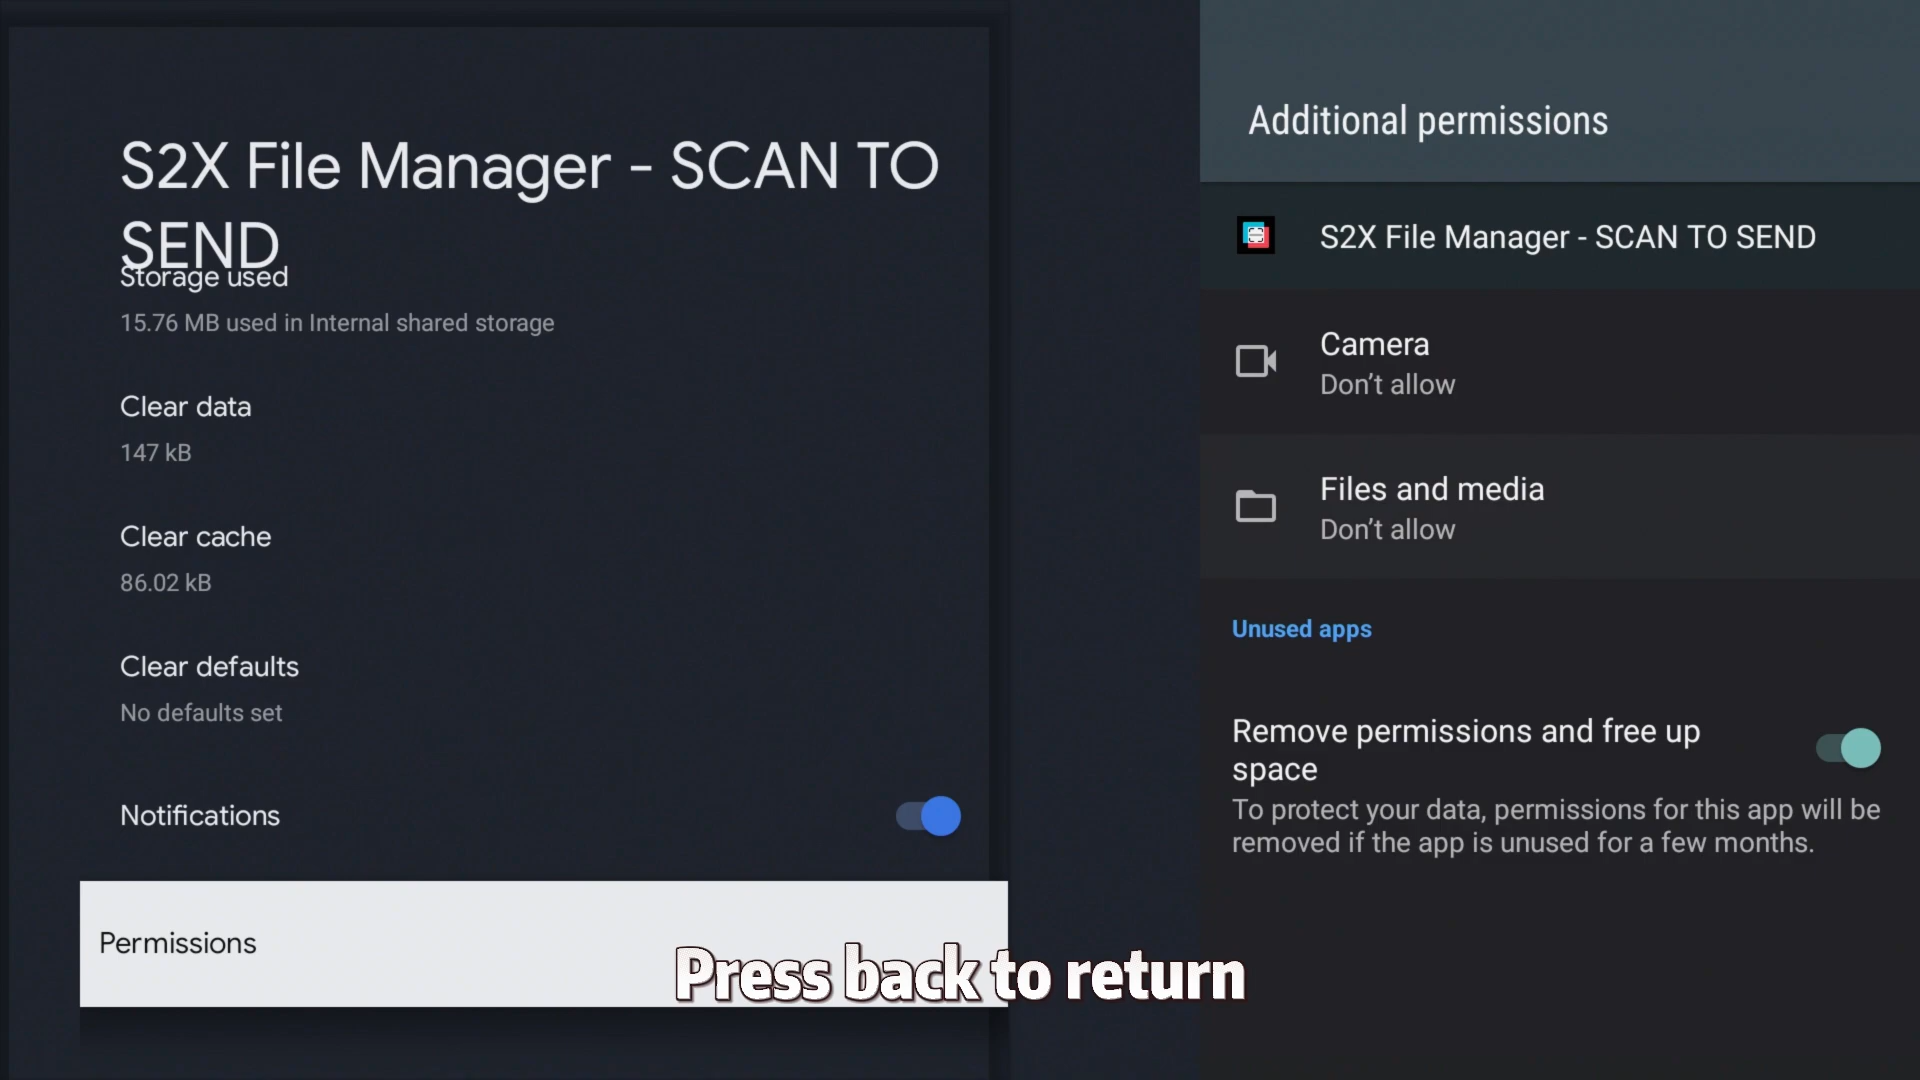 S2X File Manager - SCAN TO
SEND
Storage used
15.76 MB used in Internal shared storage
Clear data
147 kB
Clear cache
86.02 kB
Clear defaults
No defaults set
Notifications
Permissions
Additional permissions
S2X File Manager - SCAN TO SEND
Camera
Don’t allow
Files and media
Don’t allow
Unused apps
Remove permissions and free up
space
To protect your data, permissions for this app will be
removed if the app is unused for a few months.
Press back to return